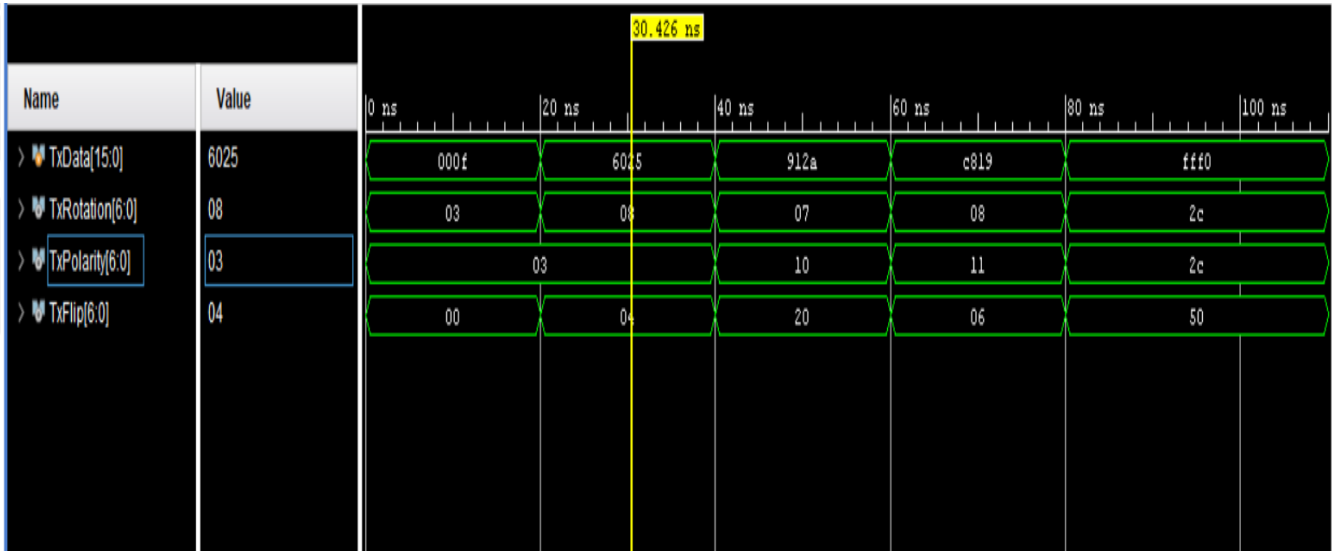 30.426 ns
Name Value
0 ns 20 ns 40 ns 60 ns 80 ns 100 ns
TxData[15:0] 6025 000f 6025 912a c819 fff0
TxRotation[6:0] 08 03 08 07 08 2c
TxPolarity[6:0] 03 03 10 11 2c
TxFlip[6:0] 04 00 04 20 06 50